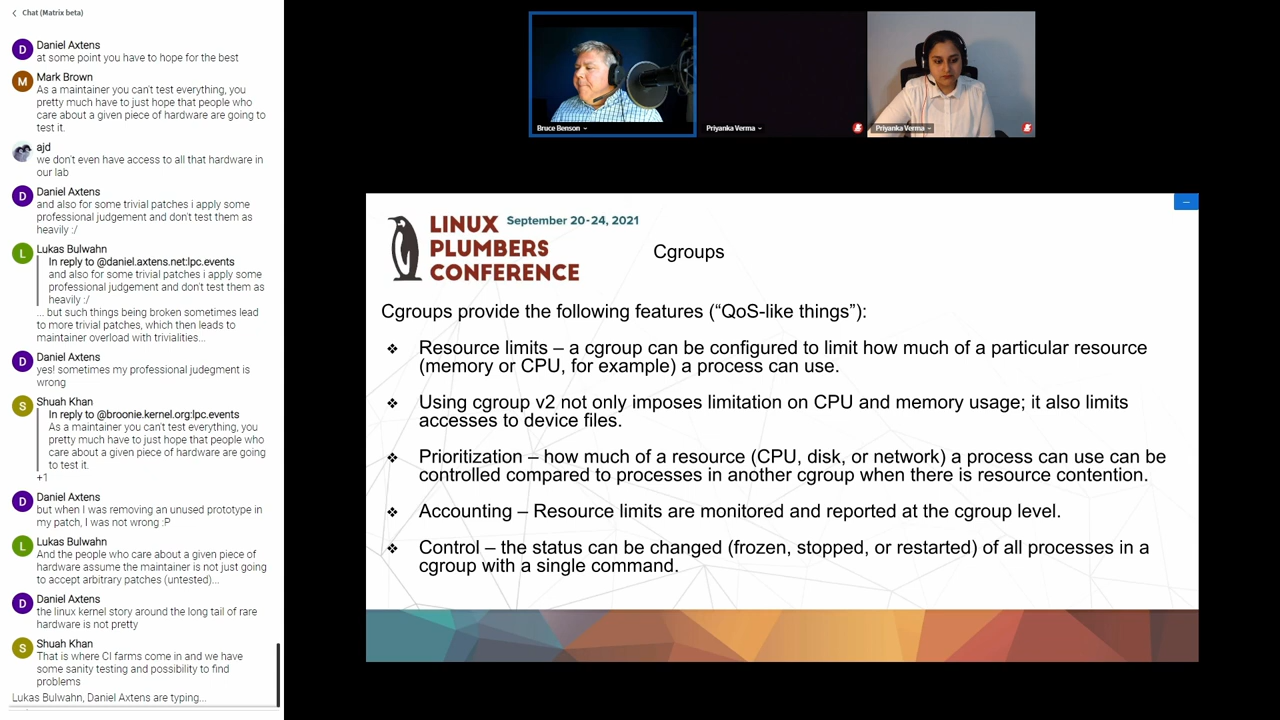 Chat (Matrix beta)
Daniel Axtens
at some point you have to hope for the best
Mark Brown
As a maintainer you can't test everything, you
pretty much have to just hope that people who
care about a given piece of hardware are going to
test it.
ajd
we don't even have access to all that hardware in
our lab
Daniel Axtens
and also for some trivial patches i apply some
professional judgement and don't test them as
heavily :/
Lukas Bulwahn
In reply to @daniel.axtens.net:lpc.events
and also for some trivial patches i apply some
professional judgement and don't test them as
heavily :/
... but such things being broken sometimes lead
to more trivial patches, which then leads to
maintainer overload with trivialities...
Daniel Axtens
yes! sometimes my professional judegment is
wrong
Shuah Khan
In reply to @broonie.kernel.org:lpc.events
As a maintainer you can't test everything, you
pretty much have to just hope that people who
care about a given piece of hardware are going
to test it.
+1
Daniel Axtens
but when I was removing an unused prototype in
my patch, I was not wrong :P
Lukas Bulwahn
And the people who care about a given piece of
hardware assume the maintainer is not just going
to accept arbitrary patches (untested)...
Daniel Axtens
the linux kernel story around the long tail of rare
hardware is not pretty
Shuah Khan
That is where CI farms come in and we have
some sanity testing and possibility to find
problems
Lukas Bulwahn, Daniel Axtens are typing...
Bruce Benson
Priyanka Verma
Priyanka Verma
LINUX September 20-24, 2021
PLUMBERS
CONFERENCE
Cgroups
Cgroups provide the following features (“QoS-like things”):
❖ Resource limits – a cgroup can be configured to limit how much of a particular resource
(memory or CPU, for example) a process can use.
❖ Using cgroup v2 not only imposes limitation on CPU and memory usage; it also limits
accesses to device files.
❖ Prioritization – how much of a resource (CPU, disk, or network) a process can use can be
controlled compared to processes in another cgroup when there is resource contention.
❖ Accounting – Resource limits are monitored and reported at the cgroup level.
❖ Control – the status can be changed (frozen, stopped, or restarted) of all processes in a
cgroup with a single command.